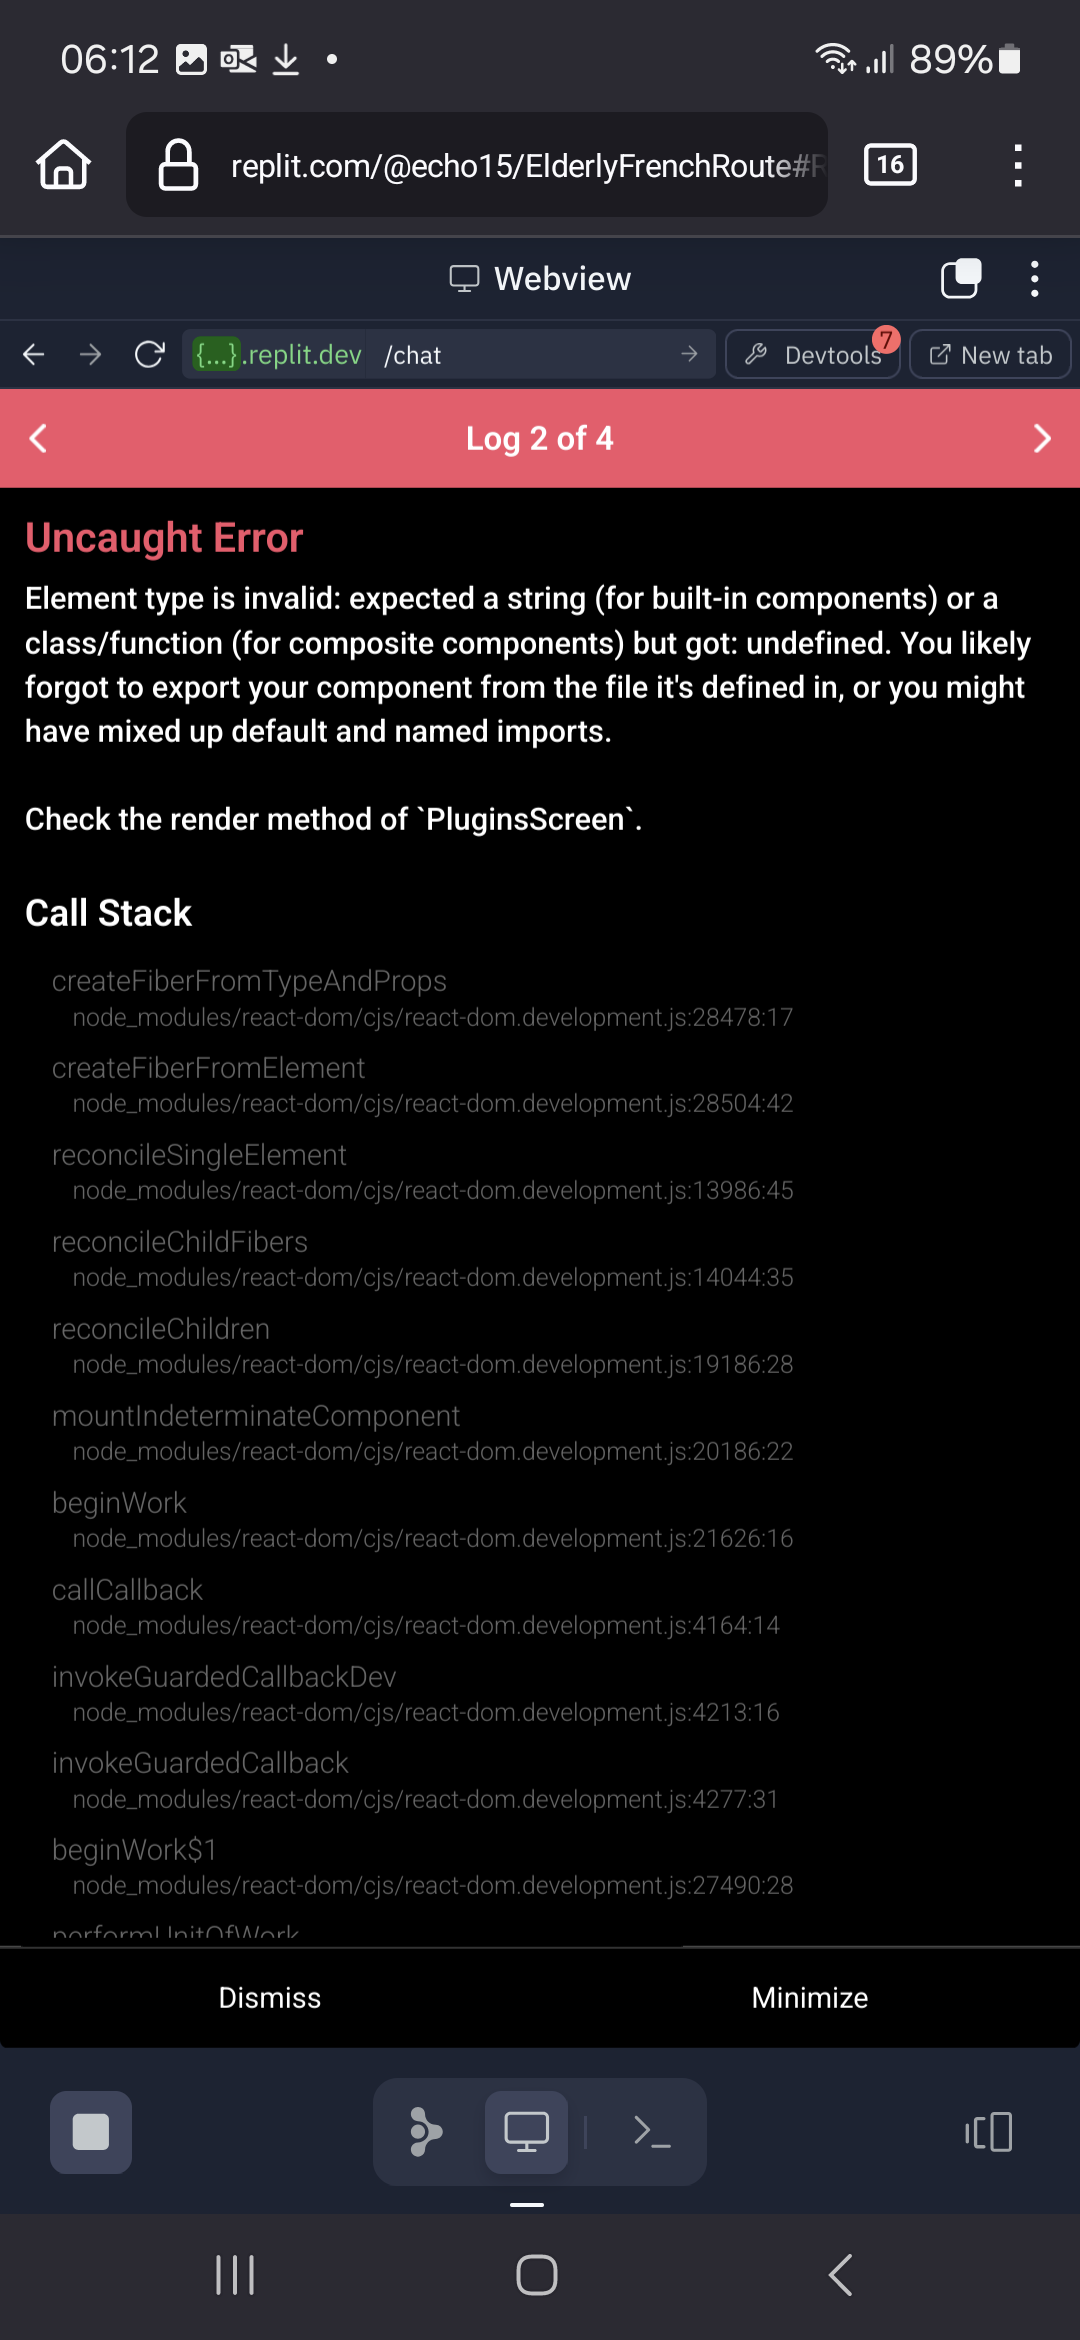 06:12
89%
replit.com/@echo15/ElderlyFrenchRoute#
16
Webview
{...}.replit.dev /chat
Devtools 7
New tab
Log 2 of 4
Uncaught Error
Element type is invalid: expected a string (for built-in components) or a
class/function (for composite components) but got: undefined. You likely
forgot to export your component from the file it's defined in, or you might
have mixed up default and named imports.
Check the render method of `PluginsScreen`.
Call Stack
createFiberFromTypeAndProps
node_modules/react-dom/cjs/react-dom.development.js:28478:17
createFiberFromElement
node_modules/react-dom/cjs/react-dom.development.js:28504:42
reconcileSingleElement
node_modules/react-dom/cjs/react-dom.development.js:13986:45
reconcileChildFibers
node_modules/react-dom/cjs/react-dom.development.js:14044:35
reconcileChildren
node_modules/react-dom/cjs/react-dom.development.js:19186:28
mountIndeterminateComponent
node_modules/react-dom/cjs/react-dom.development.js:20186:22
beginWork
node_modules/react-dom/cjs/react-dom.development.js:21626:16
callCallback
node_modules/react-dom/cjs/react-dom.development.js:4164:14
invokeGuardedCallbackDev
node_modules/react-dom/cjs/react-dom.development.js:4213:16
invokeGuardedCallback
node_modules/react-dom/cjs/react-dom.development.js:4277:31
beginWork$1
node_modules/react-dom/cjs/react-dom.development.js:27490:28
performUnitOfWork
Dismiss
Minimize